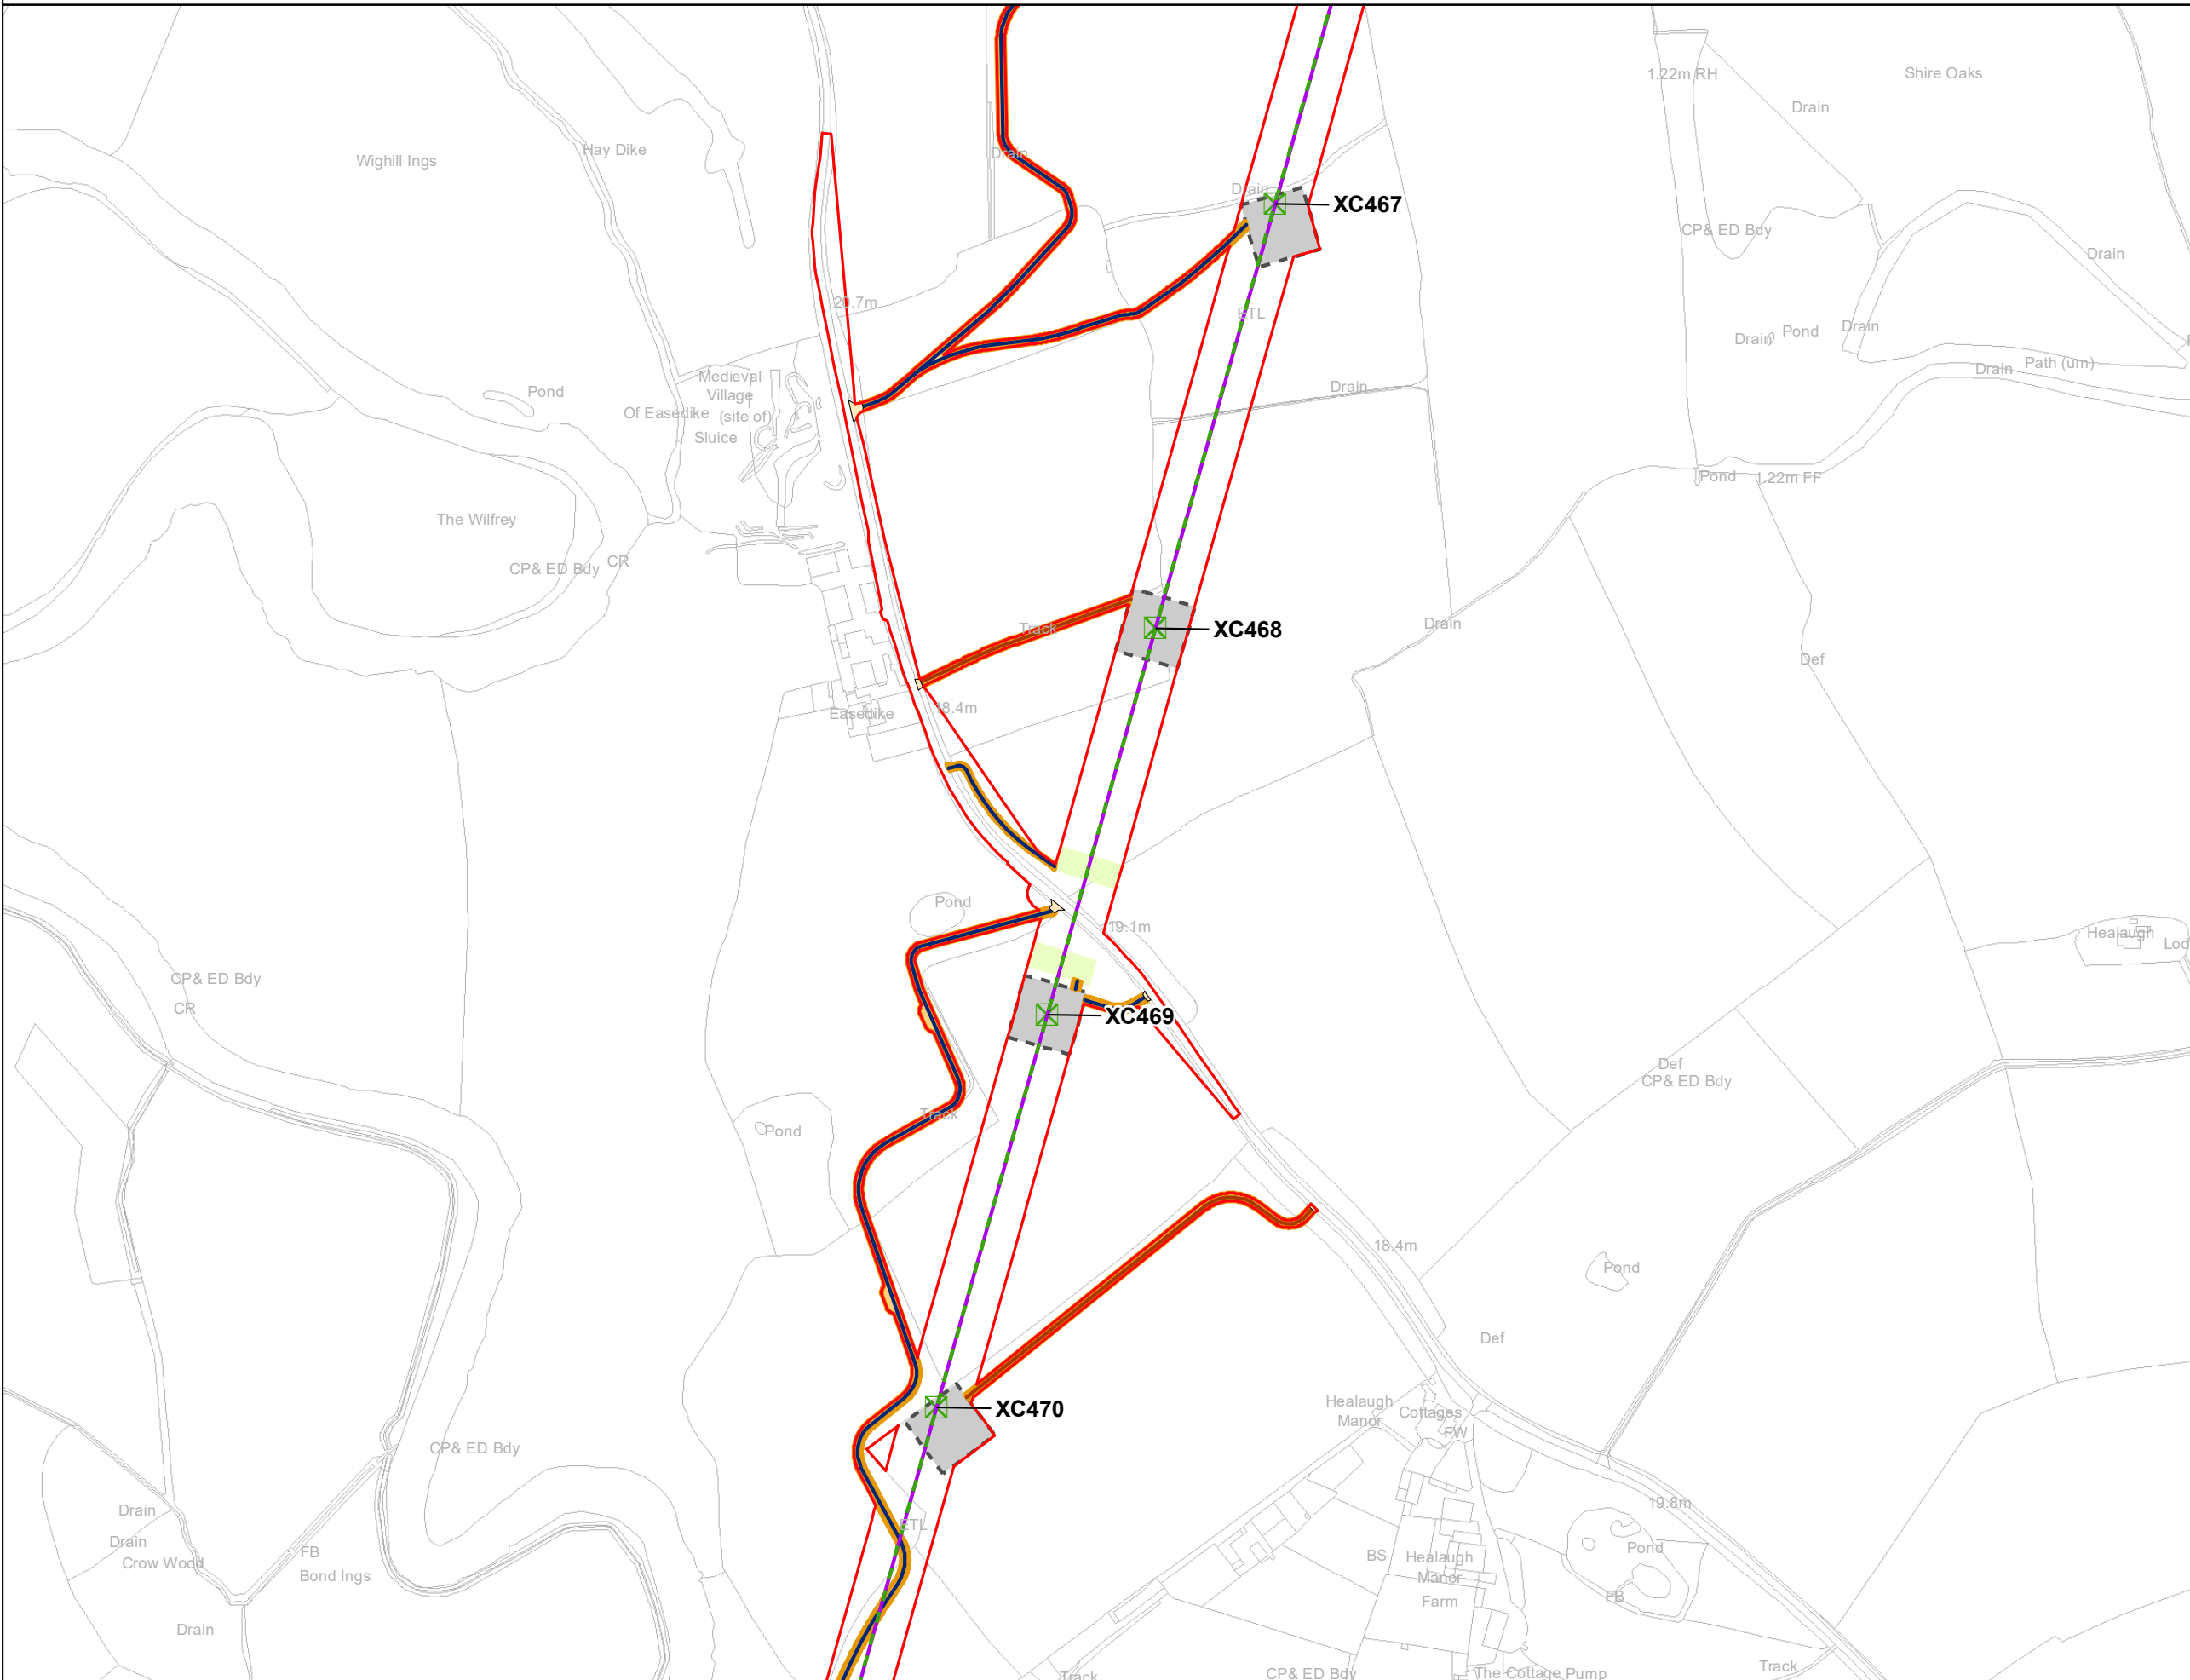 1.22m RH
Shire Oaks
Drain
Hay Dike
Wighill Ings
Drain
Drain
XC467
CP& ED Bdy
Drain
20.7m
ETL
Drain
Pond
Drain
Drain
Path (um)
Medieval
Village
Of Easedike
(site of)
Sluice
Pond
Drain
Pond
1.22m FF
The Wilfrey
CP& ED Bdy
CR
Track
XC468
Drain
Def
18.4m
Easedike
Pond
19.1m
Healaugh
Lod
CP& ED Bdy
CR
XC469
Def
CP& ED Bdy
Track
Pond
18.4m
Pond
Def
XC470
Healaugh
Manor
Cottages
FW
CP& ED Bdy
19.8m
Drain
ETL
Drain
Crow Wood
FB
Bond Ings
BS
Healaugh
Manor
Farm
Pond
FB
Drain
Track
CP& ED Bdy
The Cottage Pump
Track